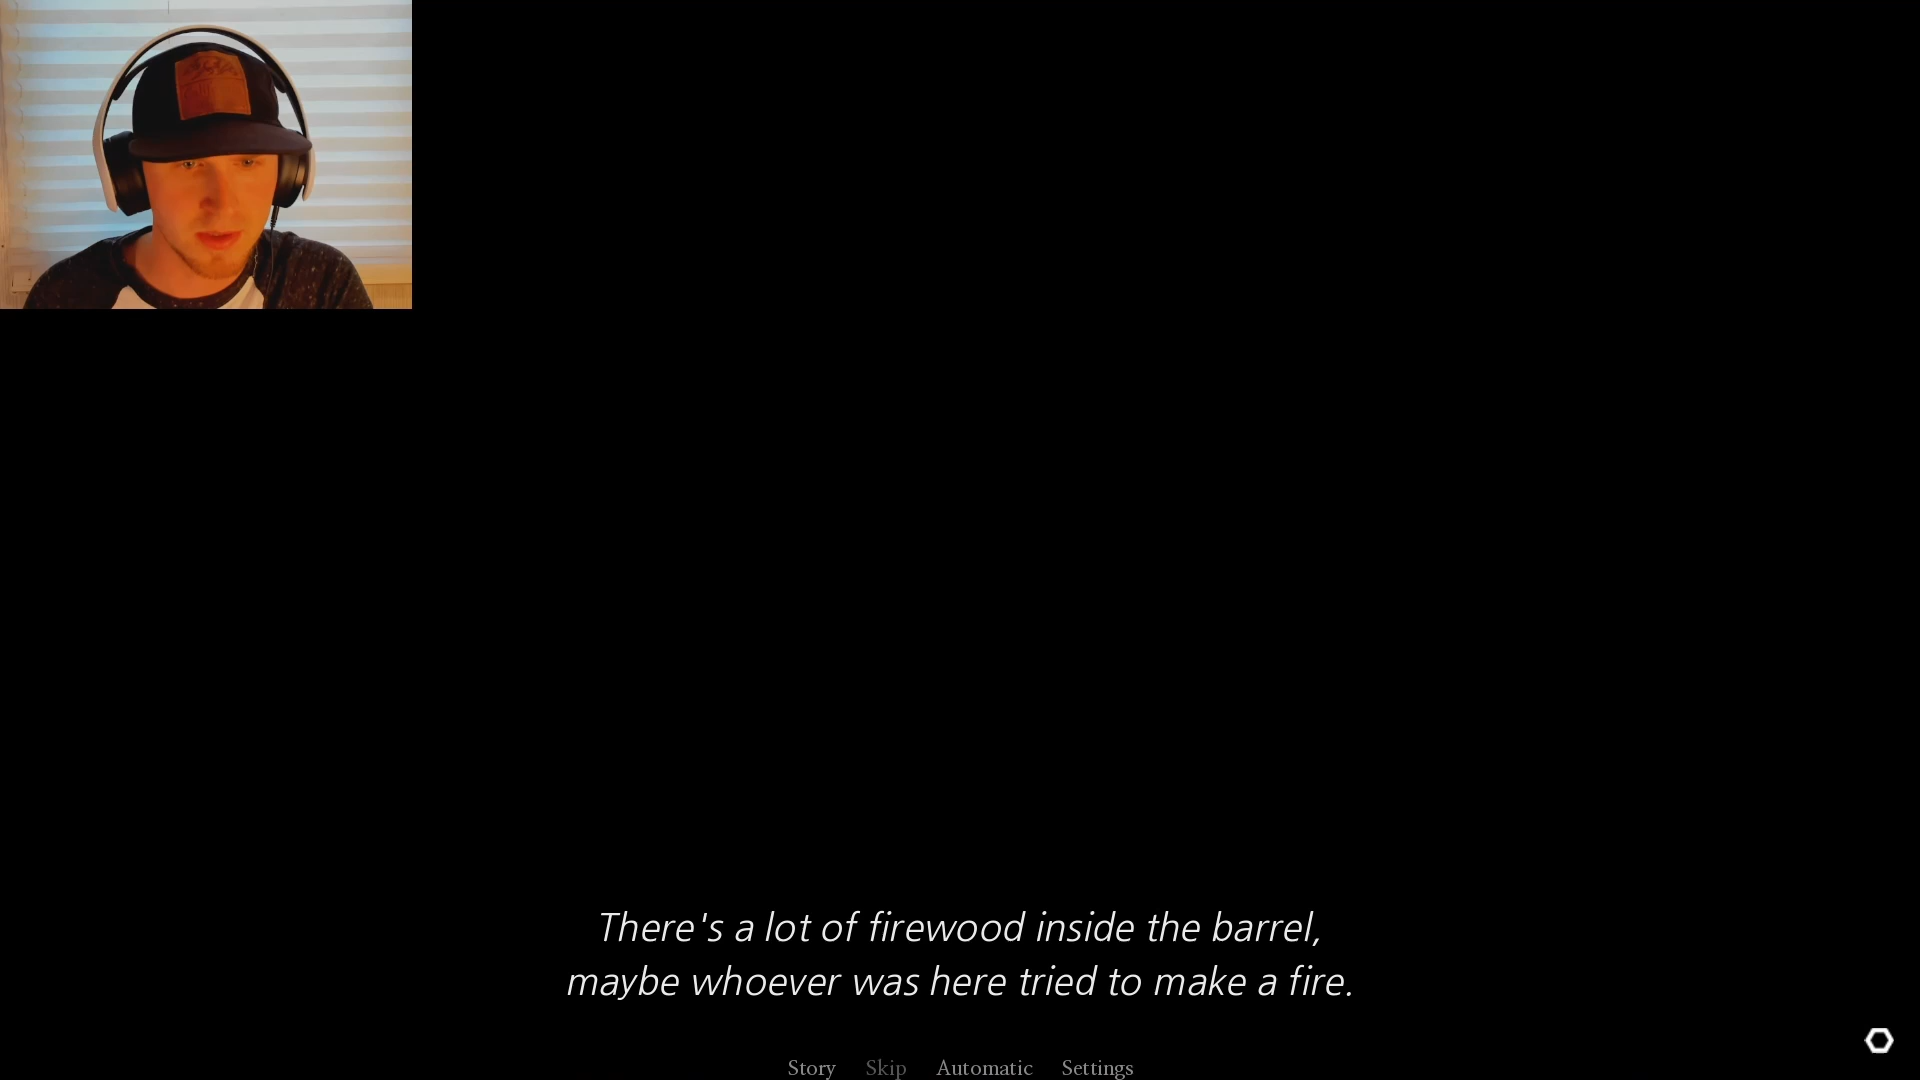 There's a lot of firewood inside the barrel,
maybe whoever was here tried to make a fire.
Story Skip Automatic Settings